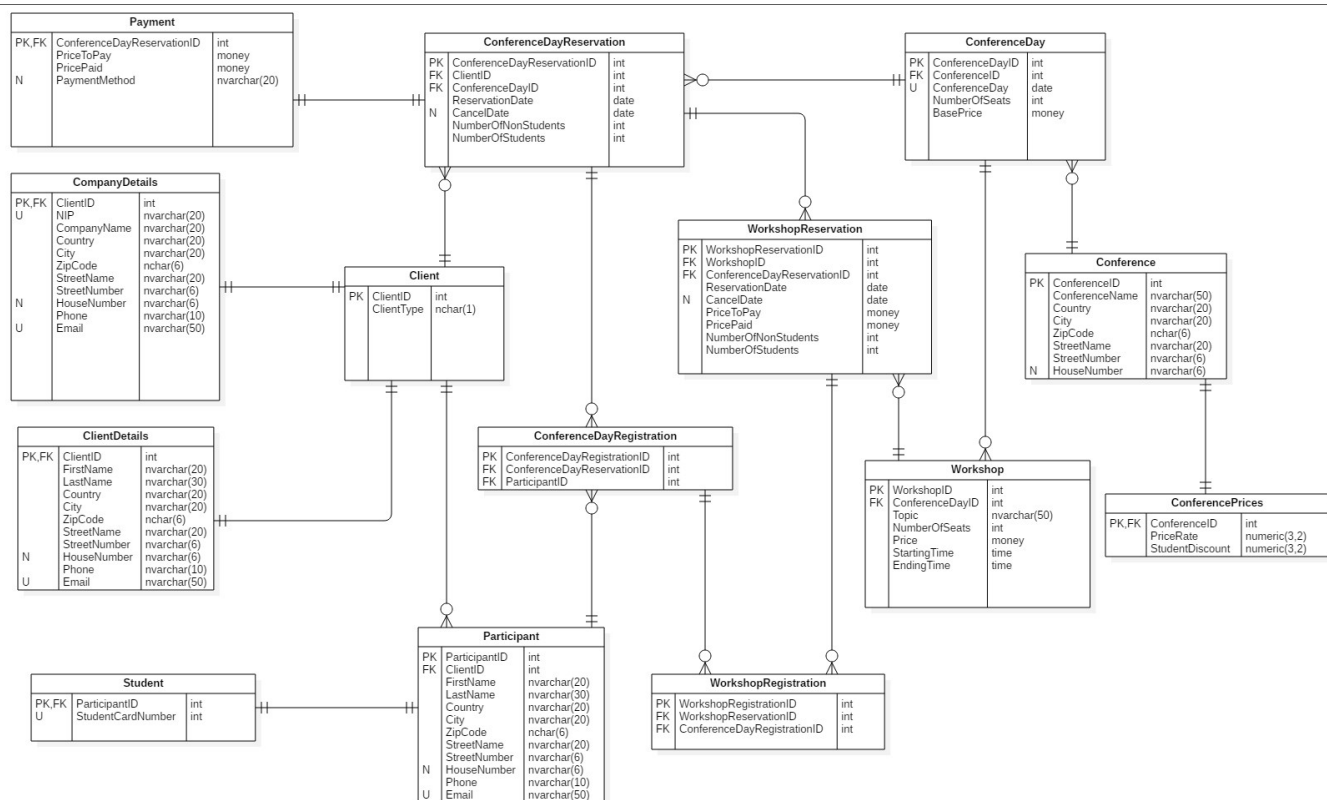 Payment
PK,FK ConferenceDayReservationID int
PriceToPay money
PricePaid money
N PaymentMethod nvarchar(20)
ConferenceDayReservation
PK ConferenceDayReservationID int
FK ClientID int
FK ConferenceDayID int
ReservationDate date
N CancelDate date
NumberOfNonStudents int
NumberOfStudents int
ConferenceDay
PK ConferenceDayID int
FK ConferenceID int
U ConferenceDay date
NumberOfSeats int
BasePrice money
CompanyDetails
PK,FK ClientID int
U NIP nvarchar(20)
CompanyName nvarchar(20)
Country nvarchar(20)
City nvarchar(20)
ZipCode nchar(6)
StreetName nvarchar(20)
StreetNumber nvarchar(6)
N HouseNumber nvarchar(6)
Phone nvarchar(10)
U Email nvarchar(50)
Client
PK ClientID int
ClientType nchar(1)
WorkshopReservation
PK WorkshopReservationID int
FK WorkshopID int
FK ConferenceDayReservationID int
ReservationDate date
N CancelDate date
PriceToPay money
PricePaid money
NumberOfNonStudents int
NumberOfStudents int
Conference
PK ConferenceID int
ConferenceName nvarchar(50)
Country nvarchar(20)
City nvarchar(20)
ZipCode nchar(6)
StreetName nvarchar(20)
StreetNumber nvarchar(6)
N HouseNumber nvarchar(6)
ClientDetails
PK,FK ClientID int
FirstName nvarchar(20)
LastName nvarchar(30)
Country nvarchar(20)
City nvarchar(20)
ZipCode nchar(6)
StreetName nvarchar(20)
StreetNumber nvarchar(6)
N HouseNumber nvarchar(6)
Phone nvarchar(10)
U Email nvarchar(50)
ConferenceDayRegistration
PK ConferenceDayRegistrationID int
FK ConferenceDayReservationID int
FK ParticipantID int
Workshop
PK WorkshopID int
FK ConferenceDayID int
Topic nvarchar(50)
NumberOfSeats int
Price money
StartingTime time
EndingTime time
ConferencePrices
PK,FK ConferenceID int
PriceRate numeric(3,2)
StudentDiscount numeric(3,2)
Participant
PK ParticipantID int
FK ClientID int
FirstName nvarchar(20)
LastName nvarchar(30)
Country nvarchar(20)
City nvarchar(20)
ZipCode nchar(6)
StreetName nvarchar(20)
StreetNumber nvarchar(6)
N HouseNumber nvarchar(6)
Phone nvarchar(10)
U Email nvarchar(50)
Student
PK,FK ParticipantID int
U StudentCardNumber int
WorkshopRegistration
PK WorkshopRegistrationID int
FK WorkshopReservationID int
FK ConferenceDayRegistrationID int